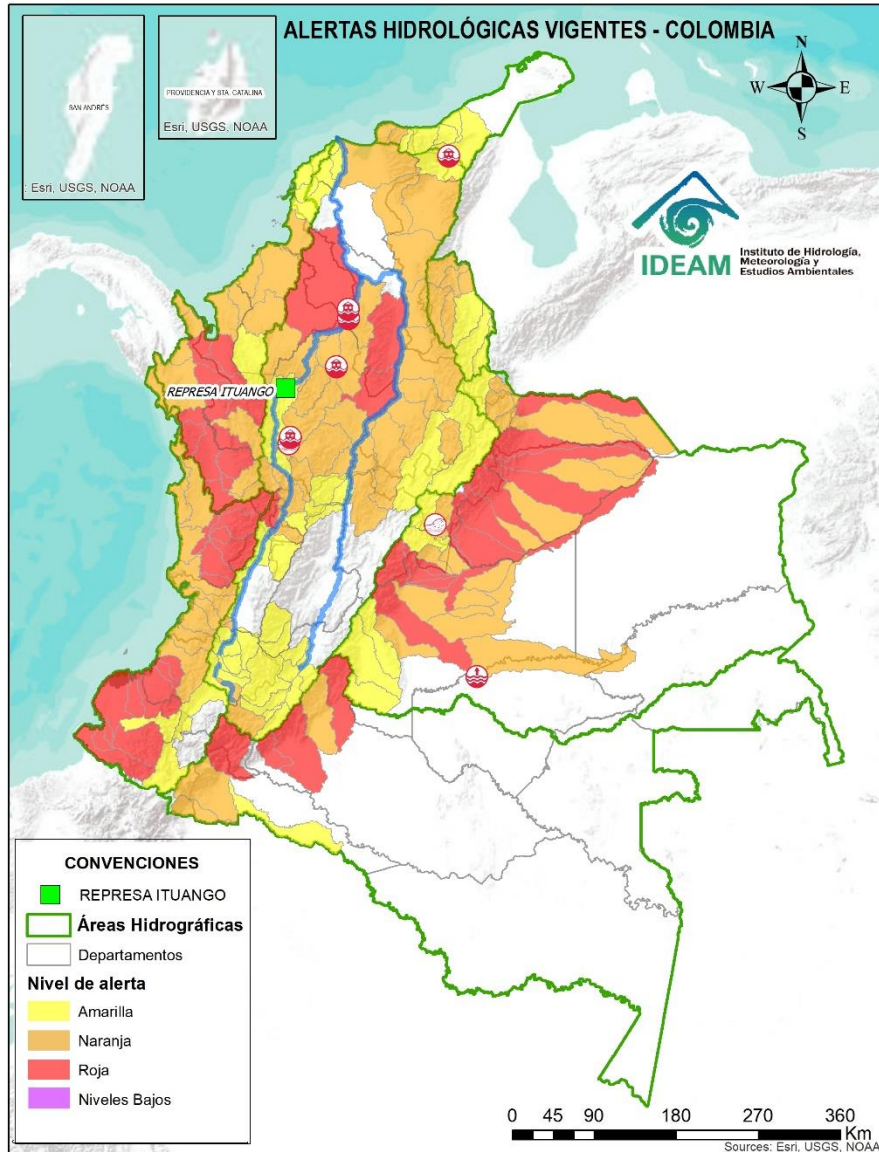 ALERTAS HIDROLÓGICAS VIGENTES - COLOMBIA
SAN ANDRÉS
: Esri, USGS, NOAA
PROVIDENCIA Y STA. CATALINA
Esri, USGS, NOAA
N
W
E
S
IDEAM
Instituto de Hidrología,
Meteorología y
Estudios Ambientales
REPRESA ITUANGO
CONVENCIONES
REPRESA ITUANGO
Áreas Hidrográficas
Departamentos
Nivel de alerta
Amarilla
Naranja
Roja
Niveles Bajos
0 45 90 180 270 360
Km
Sources: Esri, USGS, NOAA